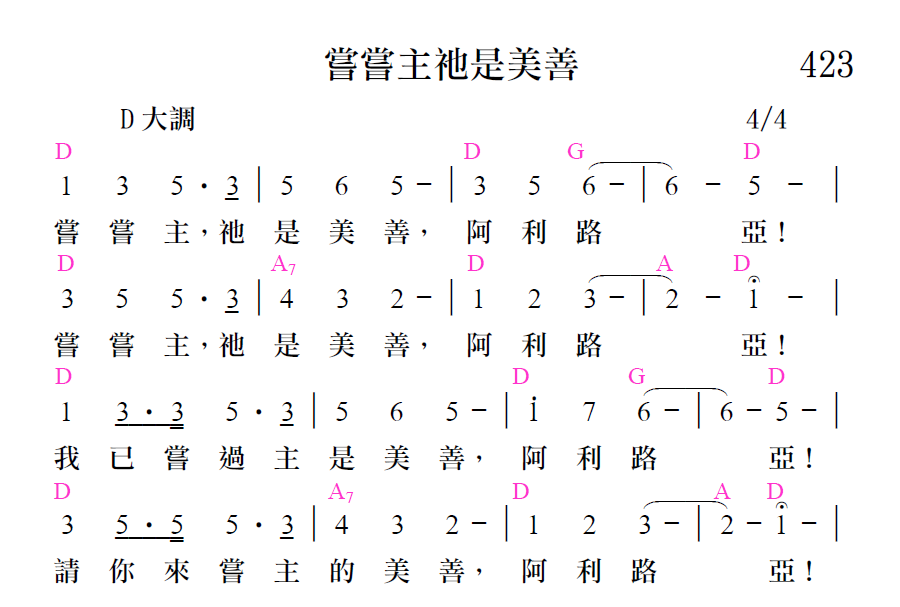 嘗嘗主祂是美善 423
D 大調 4/4
D D G D
1 3 5 · 3 | 5 6 5 – | 3 5 6 – | 6 – 5 – |
嘗 嘗 主，祂 是 美 善， 阿 利 路 亞！
D A7 D A D
3 5 5 · 3 | 4 3 2 – | 1 2 3 – | 2 – 1 – |
嘗 嘗 主，祂 是 美 善， 阿 利 路 亞！
D D G D
1 3 · 3 5 · 3 | 5 6 5 – | i 7 6 – | 6 – 5 – |
我 已 嘗 過 主 是 美 善， 阿 利 路 亞！
D A7 D A D
3 5 · 5 5 · 3 | 4 3 2 – | 1 2 3 – | 2 – 1 – |
請 你 來 嘗 主 的 美 善， 阿 利 路 亞！